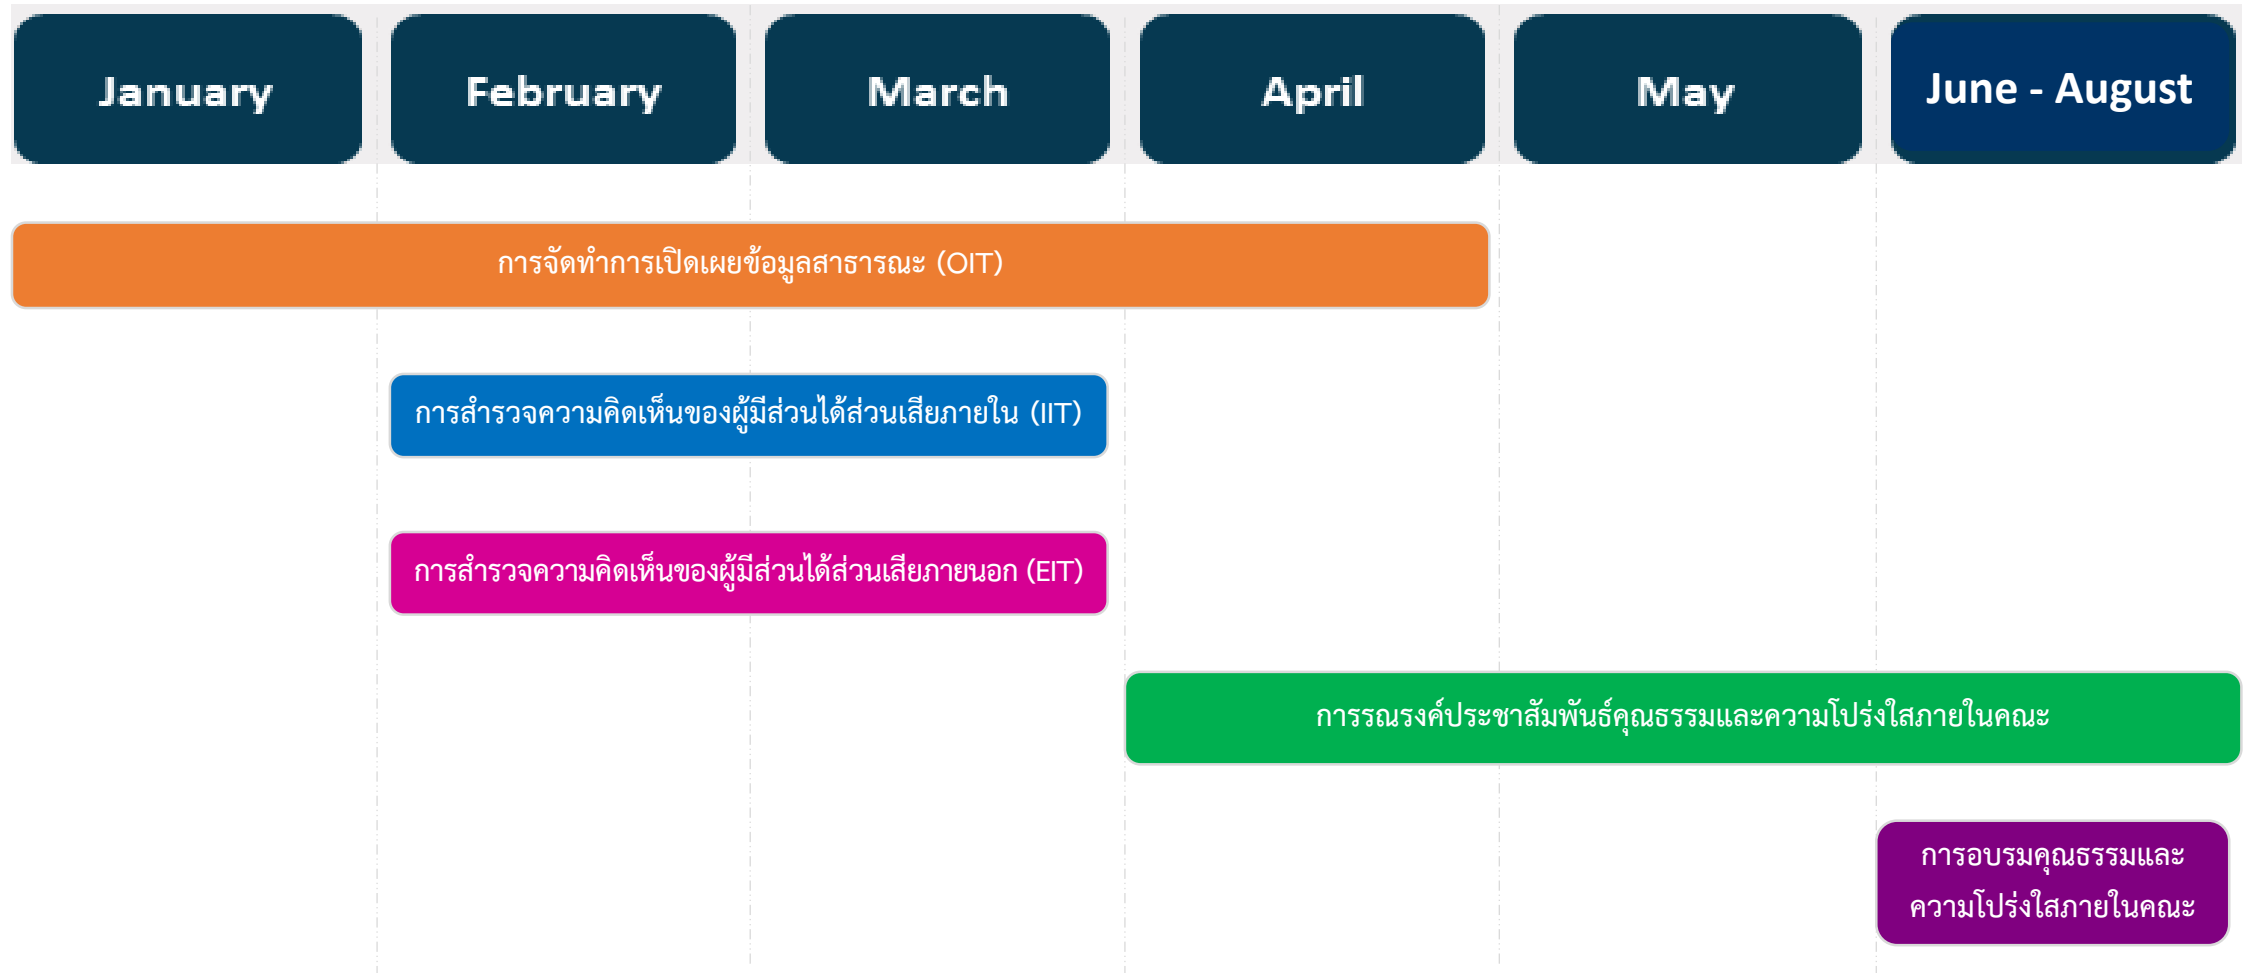 January
February
March
April
May
June - August
การจัดทำการเปิดเผยข้อมูลสาธารณะ (OIT)
การสำรวจความคิดเห็นของผู้มีส่วนได้ส่วนเสียภายใน (IIT)
การสำรวจความคิดเห็นของผู้มีส่วนได้ส่วนเสียภายนอก (EIT)
การรณรงค์ประชาสัมพันธ์คุณธรรมและความโปร่งใสภายในคณะ
การอบรมคุณธรรมและ
ความโปร่งใสภายในคณะ